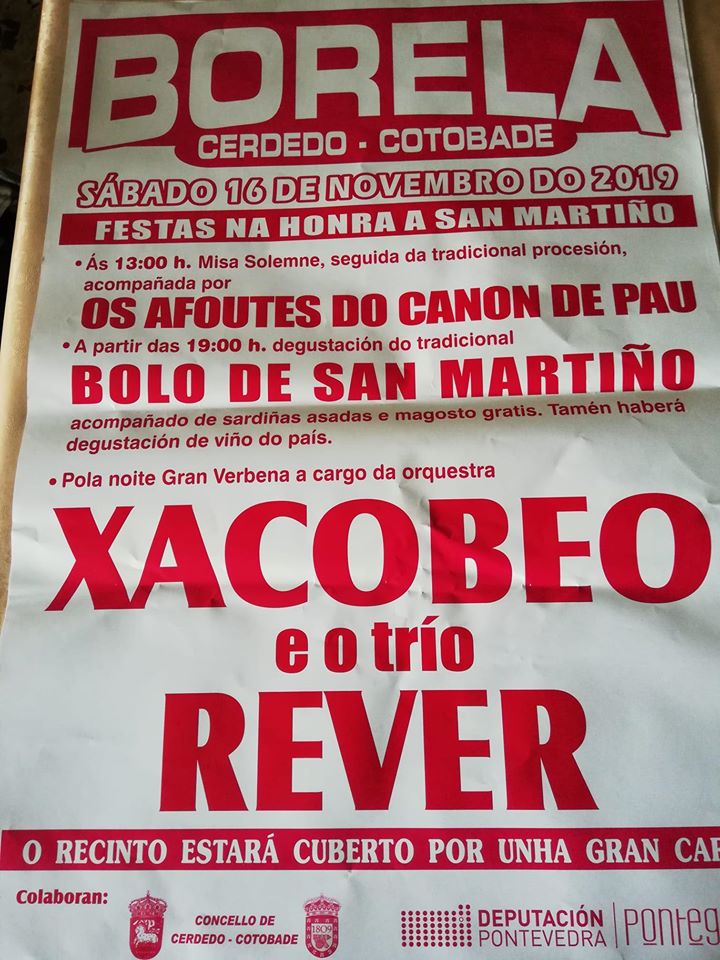 BORELA
CERDEDO - COTOBADE
SÁBADO 16 DE NOVEMBRO DO 2019
FESTAS NA HONRA A SAN MARTIÑO
• Ás 13:00 h. Misa Solemne, seguida da tradicional procesión,
acompañada por
OS AFOUTES DO CANON DE PAU
• A partir das 19:00 h. degustación do tradicional
BOLO DE SAN MARTIÑO
acompañado de sardiñas asadas e magosto gratis. Tamén haberá
degustación de viño do país.
• Pola noite Gran Verbena a cargo da orquestra
XACOBEO
e o trío
REVER
O RECINTO ESTARÁ CUBERTO POR UNHA GRAN
Colaboran:
CONCELLO DE
CERDEDO - COTOBADE
1809
DEPUTACIÓN
PONTEVEDRA